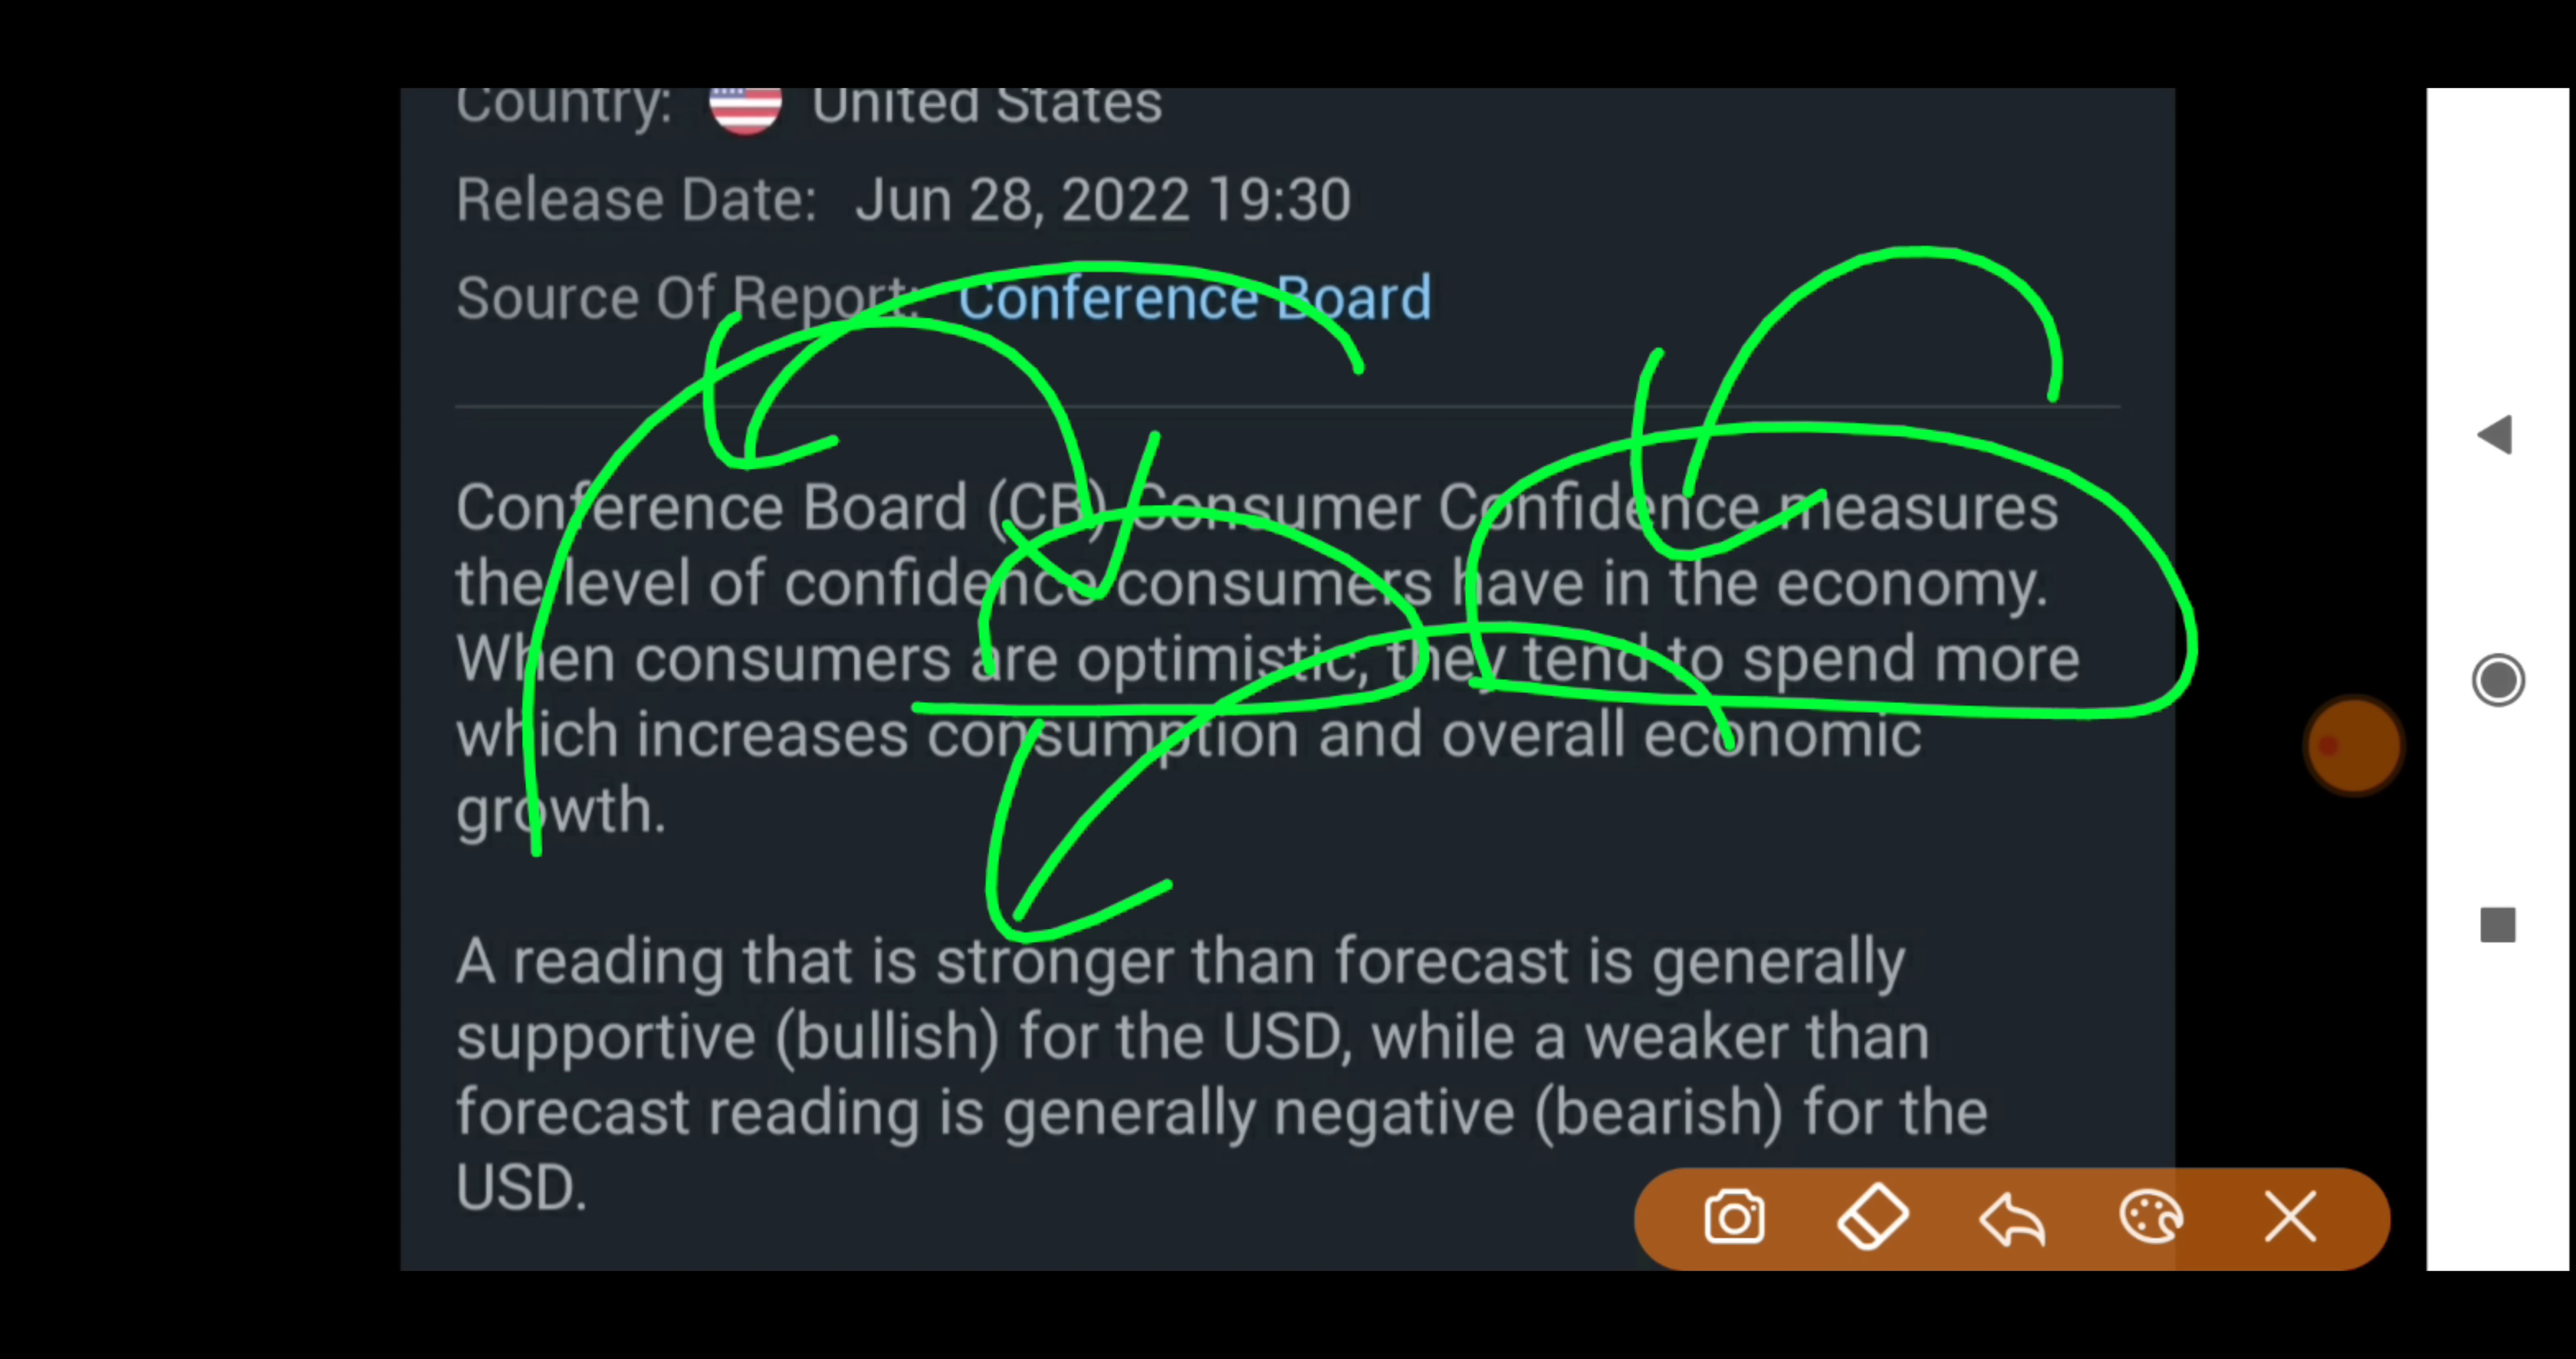 Country: United States
Release Date: Jun 28, 2022 19:30
Source Of Report: Conference Board
Conference Board (CB) Consumer Confidence measures
the level of confidence consumers have in the economy.
When consumers are optimistic, they tend to spend more
which increases consumption and overall economic
growth.
A reading that is stronger than forecast is generally
supportive (bullish) for the USD, while a weaker than
forecast reading is generally negative (bearish) for the
USD.